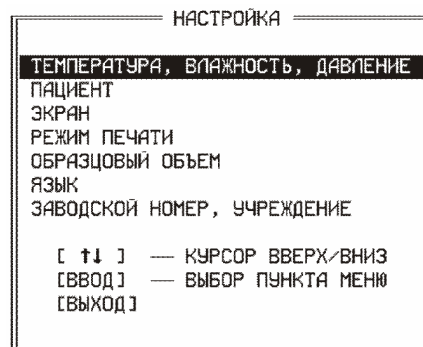 НАСТРОЙКА
ТЕМПЕРАТУРА, ВЛАЖНОСТЬ, ДАВЛЕНИЕ
ПАЦИЕНТ
ЭКРАН
РЕЖИМ ПЕЧАТИ
ОБРАЗЦОВЫЙ ОБЪЕМ
ЯЗЫК
ЗАВОДСКОЙ НОМЕР, УЧРЕЖДЕНИЕ
[ ↑↓ ] — КУРСОР ВВЕРХ/ВНИЗ
[ВВОД] — ВЫБОР ПУНКТА МЕНЮ
[ВЫХОД]